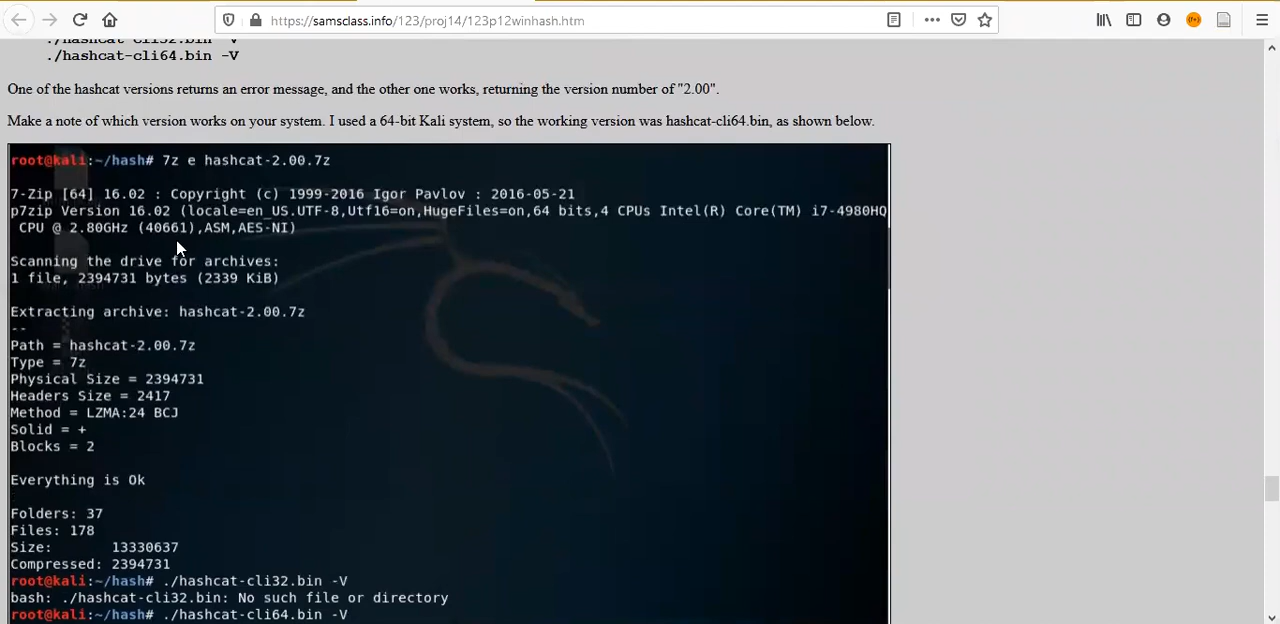 https://samsclass.info/123/proj14/123p12winhash.htm
./hashcat-cli32.bin -V
./hashcat-cli64.bin -V
One of the hashcat versions returns an error message, and the other one works, returning the version number of "2.00".
Make a note of which version works on your system. I used a 64-bit Kali system, so the working version was hashcat-cli64.bin, as shown below.
root@kali:~/hash# 7z e hashcat-2.00.7z
7-Zip [64] 16.02 : Copyright (c) 1999-2016 Igor Pavlov : 2016-05-21
p7zip Version 16.02 (locale=en_US.UTF-8,Utf16=on,HugeFiles=on,64 bits,4 CPUs Intel(R) Core(TM) i7-4980HQ
CPU @ 2.80GHz (40661),ASM,AES-NI)
Scanning the drive for archives:
1 file, 2394731 bytes (2339 KiB)
Extracting archive: hashcat-2.00.7z
--
Path = hashcat-2.00.7z
Type = 7z
Physical Size = 2394731
Headers Size = 2417
Method = LZMA:24 BCJ
Solid = +
Blocks = 2
Everything is Ok
Folders: 37
Files: 178
Size: 13330637
Compressed: 2394731
root@kali:~/hash# ./hashcat-cli32.bin -V
bash: ./hashcat-cli32.bin: No such file or directory
root@kali:~/hash# ./hashcat-cli64.bin -V